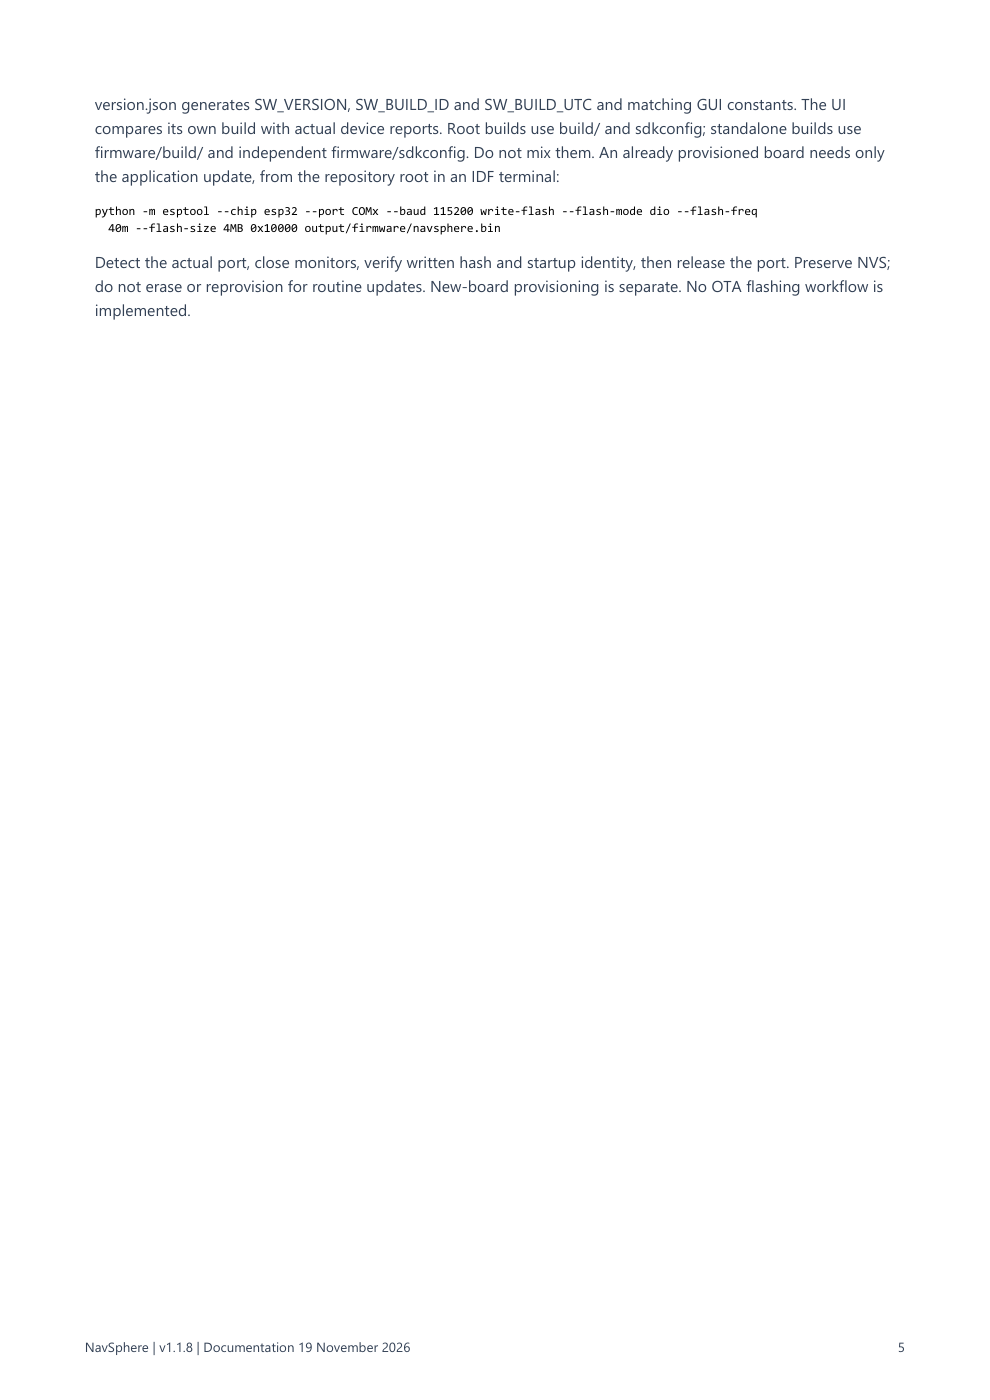 version.json generates SW_VERSION, SW_BUILD_ID and SW_BUILD_UTC and matching GUI constants. The UI
compares its own build with actual device reports. Root builds use build/ and sdkconfig; standalone builds use
firmware/build/ and independent firmware/sdkconfig. Do not mix them. An already provisioned board needs only
the application update, from the repository root in an IDF terminal:
python -m esptool --chip esp32 --port COMx --baud 115200 write-flash --flash-mode dio --flash-freq
40m --flash-size 4MB 0x10000 output/firmware/navsphere.bin
Detect the actual port, close monitors, verify written hash and startup identity, then release the port. Preserve NVS;
do not erase or reprovision for routine updates. New-board provisioning is separate. No OTA flashing workflow is
implemented.
NavSphere | v1.1.8 | Documentation 19 November 2026
5